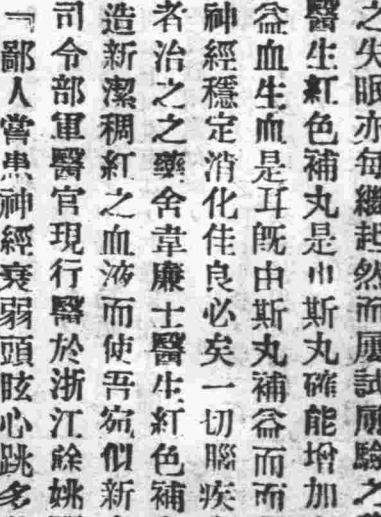 之失眠亦每繼起然而屢試屢驗之
醫生紅色補丸是山斯丸確能增加
益血生血是耳旣由斯丸補益而
神經穩定消化佳良必矣一切腦疾
者治之之藥舍韋廉士醫生紅色補
造新潔稠紅之血液而使吾宛似新
司令部軍醫官現行醫於浙江餘姚
「鄙人嘗患神經衰弱頭眩心跳多